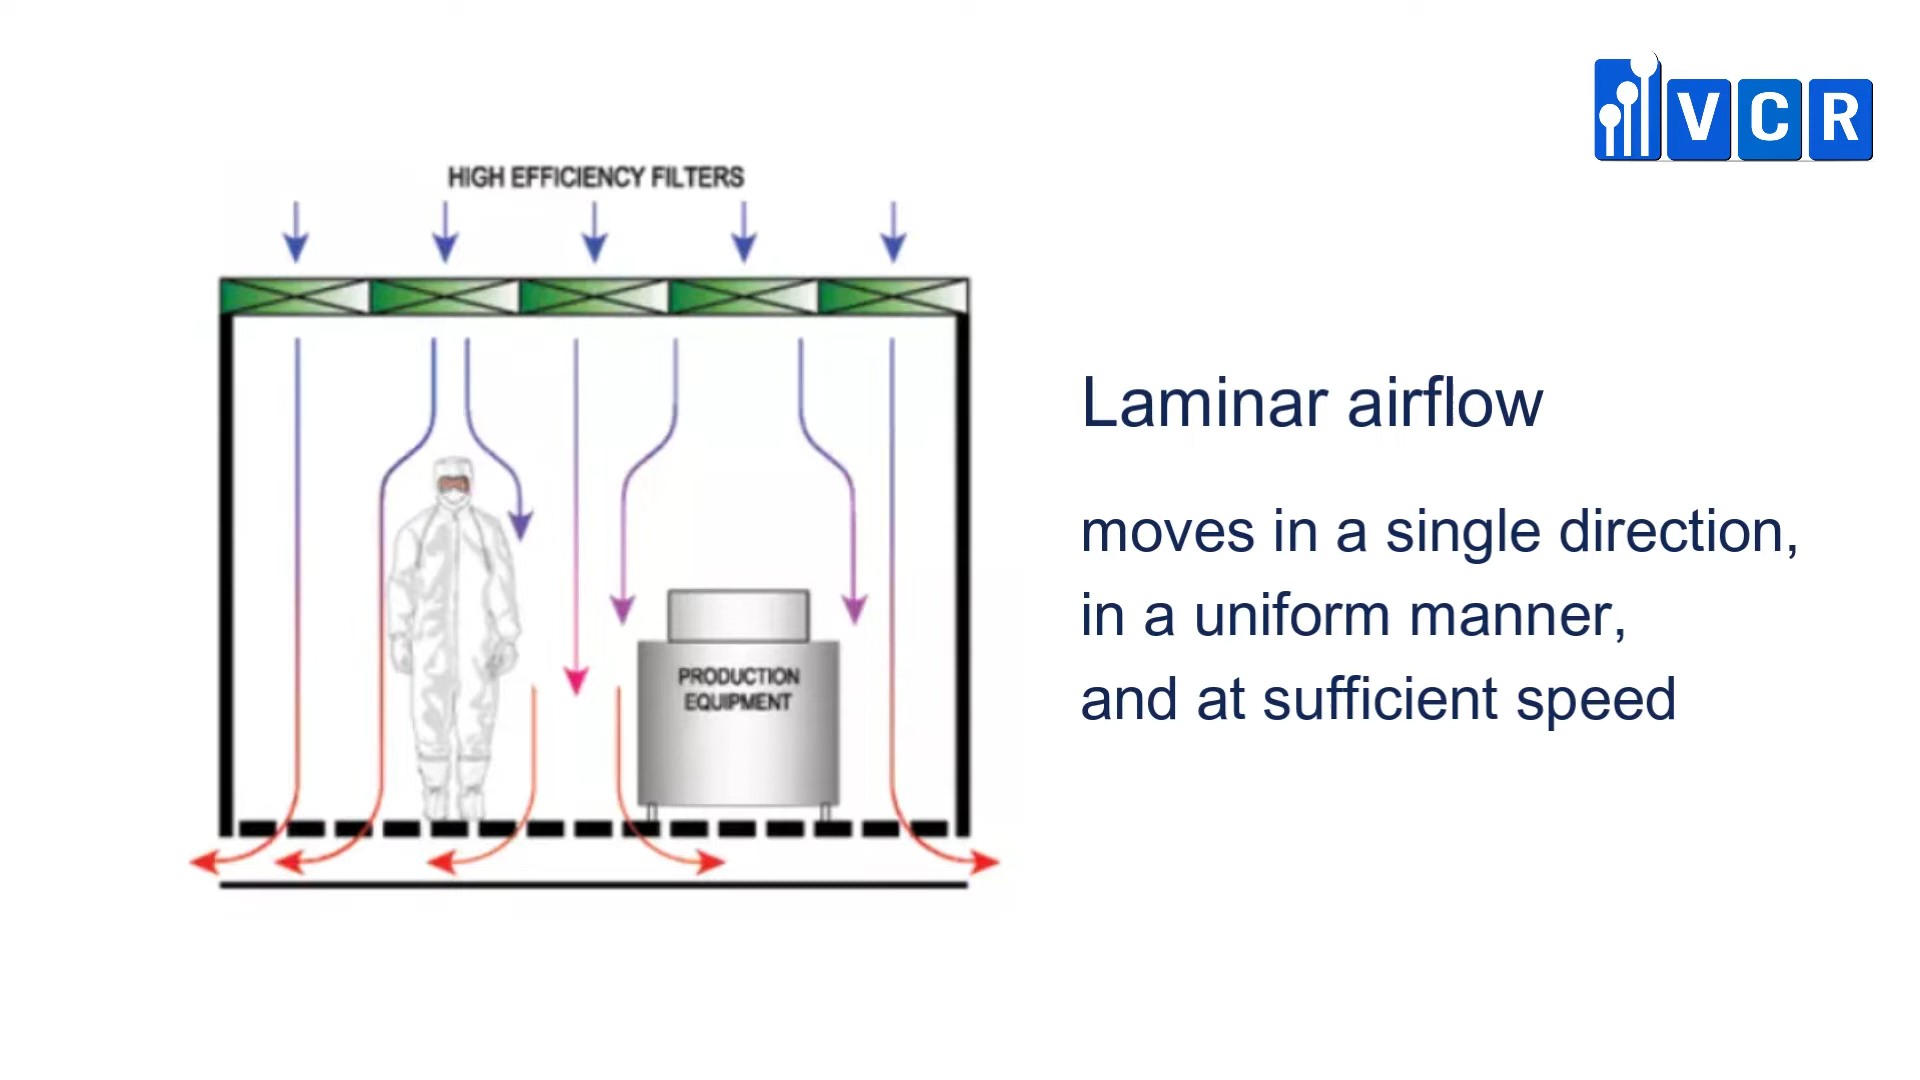 VCR
HIGH EFFICIENCY FILTERS
Laminar airflow
moves in a single direction,
in a uniform manner,
and at sufficient speed
PRODUCTION
EQUIPMENT